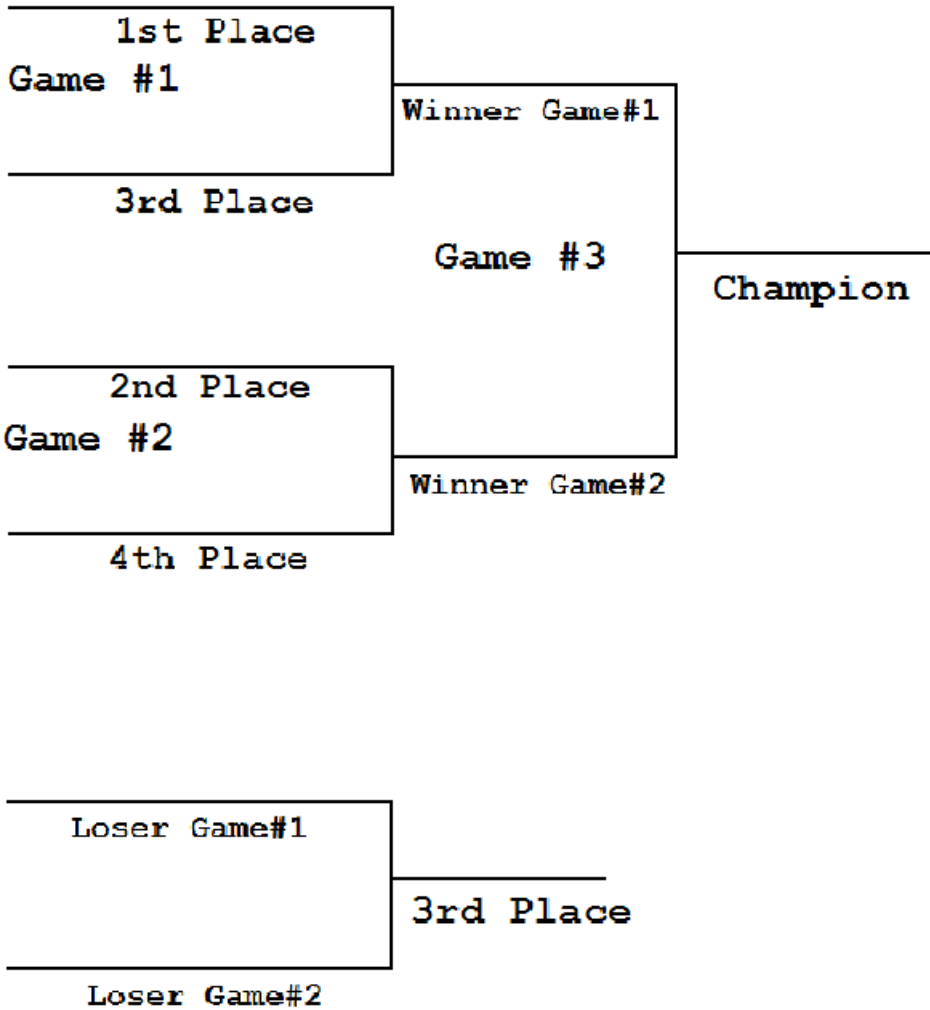 1st Place
Game #1
Winner Game#1
3rd Place
Game #3
Champion
2nd Place
Game #2
Winner Game#2
4th Place
Loser Game#1
3rd Place
Loser Game#2